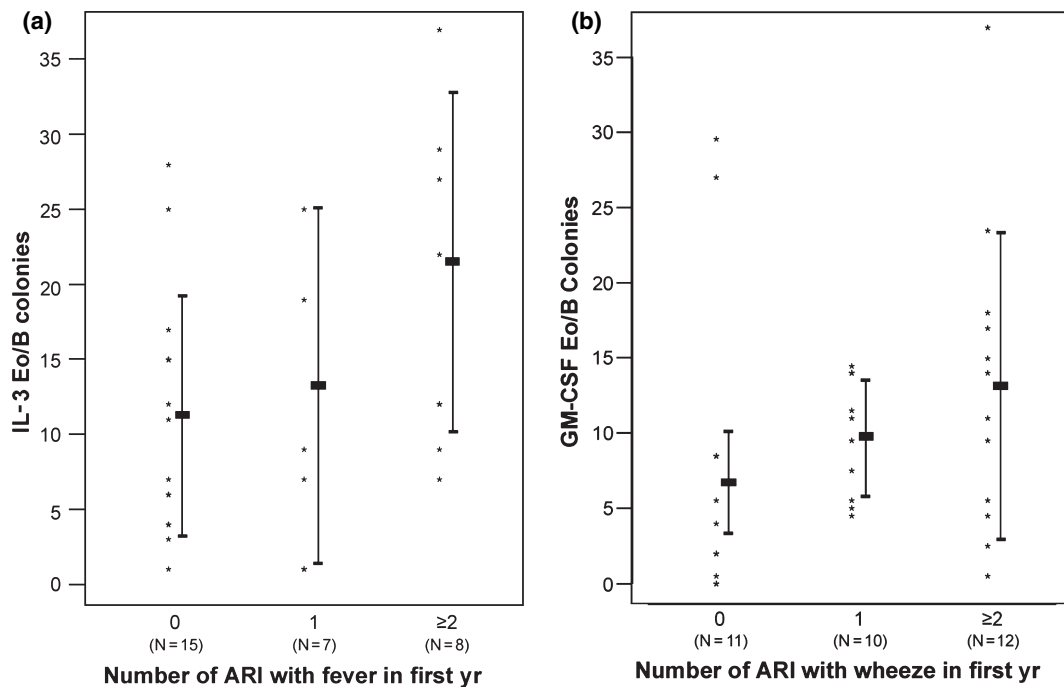 (a)
IL-3 Eo/B colonies
35
30
25
20
15
10
5
0
0 1 ≥2
(N=15) (N=7) (N=8)
Number of ARI with fever in first yr
(b)
GM-CSF Eo/B Colonies
35
30
25
20
15
10
5
0
0 1 ≥2
(N=11) (N=10) (N=12)
Number of ARI with wheeze in first yr